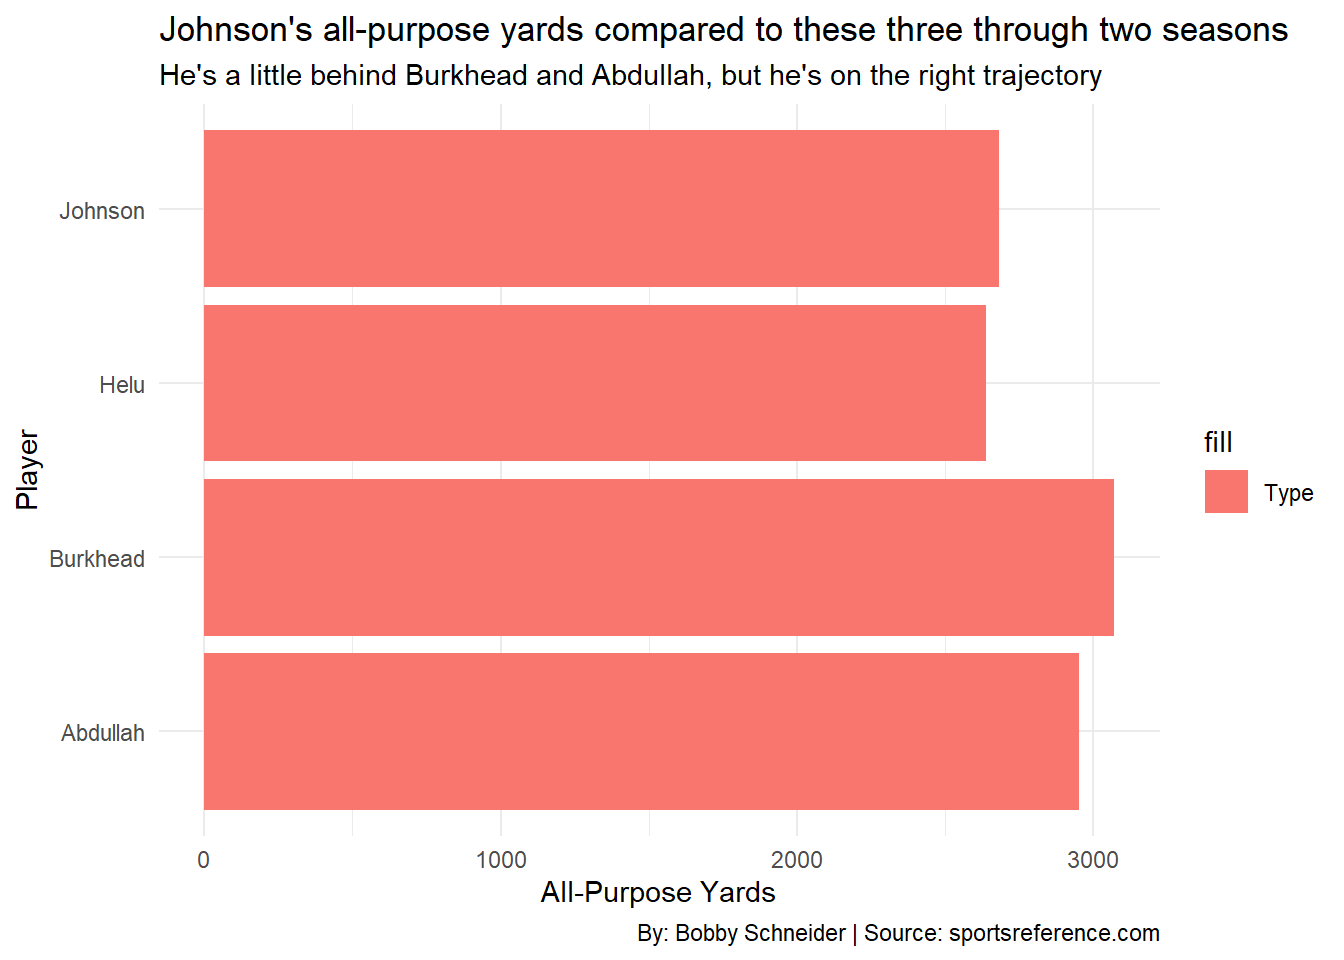 Johnson's all-purpose yards compared to these three through two seasons
He's a little behind Burkhead and Abdullah, but he's on the right trajectory
Johnson
Helu
Burkhead
Abdullah
Player
0 1000 2000 3000
All-Purpose Yards
fill
Type
By: Bobby Schneider | Source: sportsreference.com